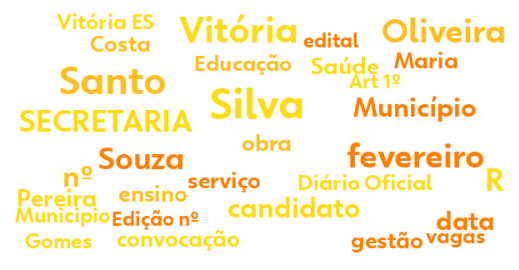 Vitória ES
Vitória
Oliveira
Costa
edital
Educação
Saúde
Maria
Santo
Art 1º
Silva
Município
SECRETARIA
obra
Souza
fevereiro
nº
serviço
Diário Oficial
R
Pereira
ensino
candidato
Municipio
Edição nº
data
Gomes
convocação
gestão
vagas